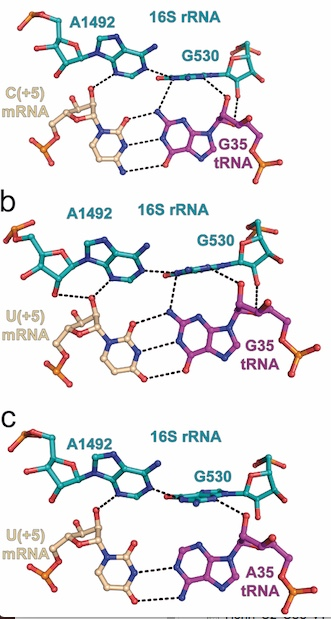 16S rRNA
A1492
G530
C(+5)
mRNA
G35
tRNA
b
16S rRNA
A1492
G530
U(+5)
mRNA
G35
tRNA
c
16S rRNA
A1492
G530
U(+5)
mRNA
A35
tRNA